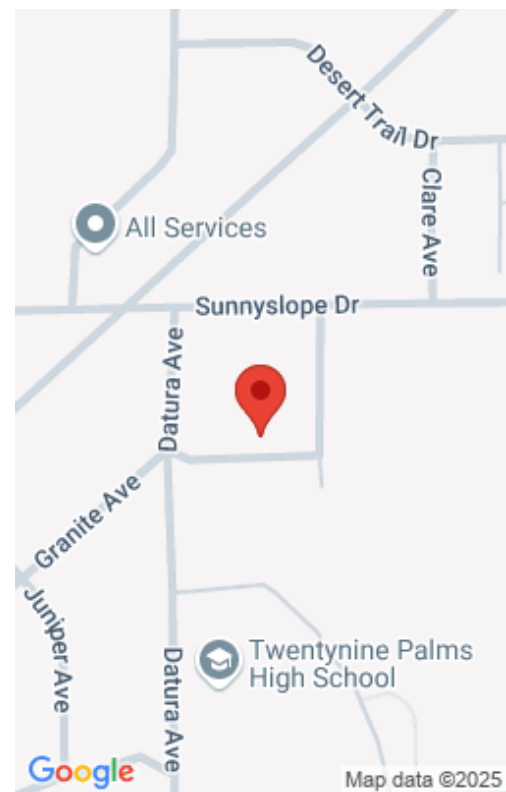 Desert Trail Dr
Clare Ave
All Services
Sunnyslope Dr
Datura Ave
Granite Ave
Juniper Ave
Datura Ave
Twentynine Palms
High School
Google
Map data ©2025